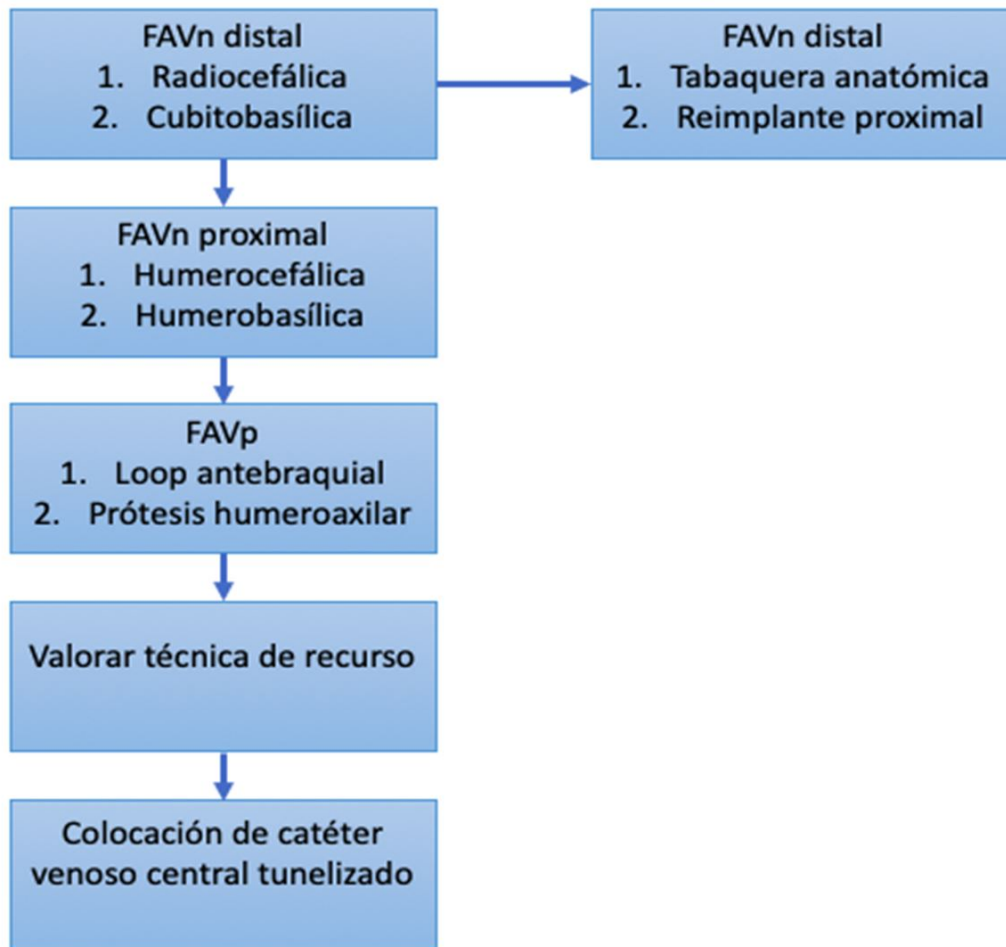 FAVn distal
1. Radiocefálica
2. Cubitobasílica
FAVn distal
1. Tabaquera anatómica
2. Reimplante proximal
FAVn proximal
1. Humerocefálica
2. Humerobasílica
FAVp
1. Loop antebraquial
2. Prótesis humeroaxilar
Valorar técnica de recurso
Colocación de catéter
venoso central tunelizado